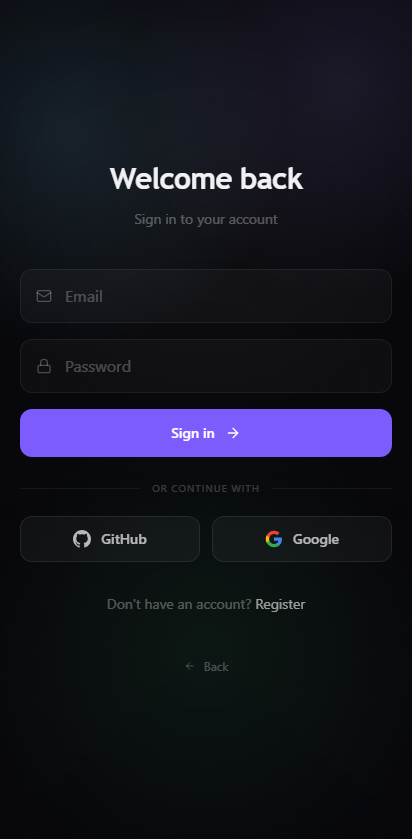 Welcome back
Sign in to your account
Email
Password
Sign in
OR CONTINUE WITH
GitHub
Google
Don't have an account? Register
Back